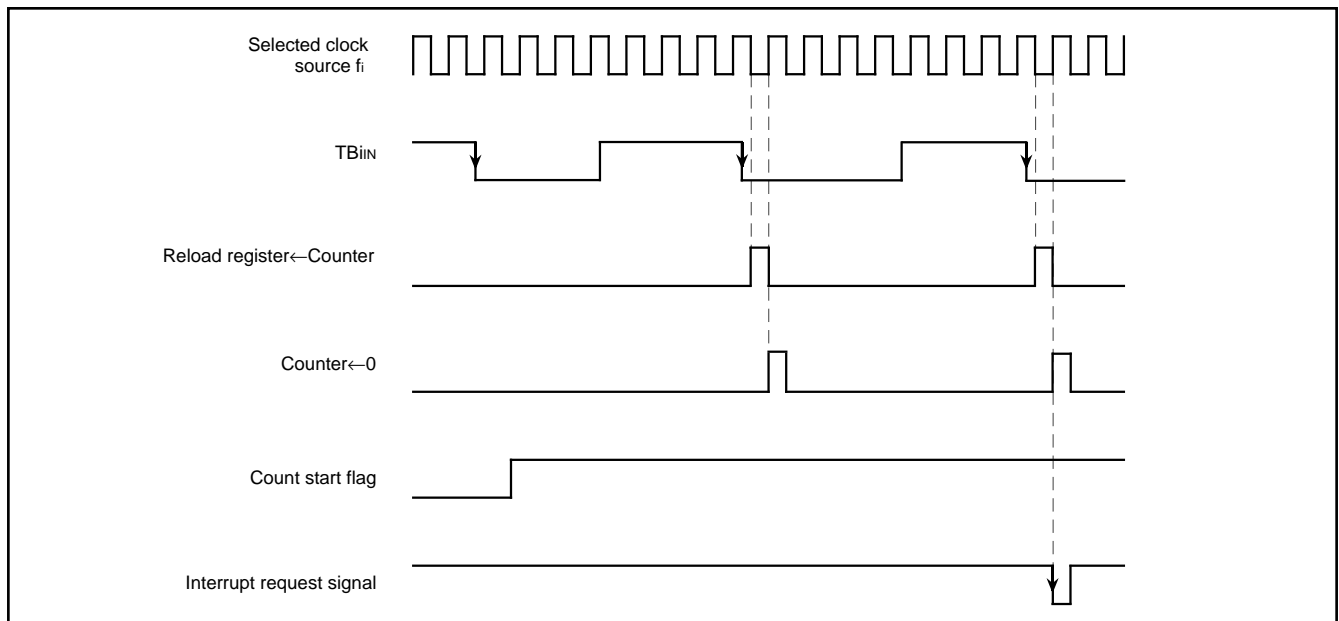 Selected clock
source fi
TBiIN
Reload register←Counter
Counter←0
Count start flag
Interrupt request signal